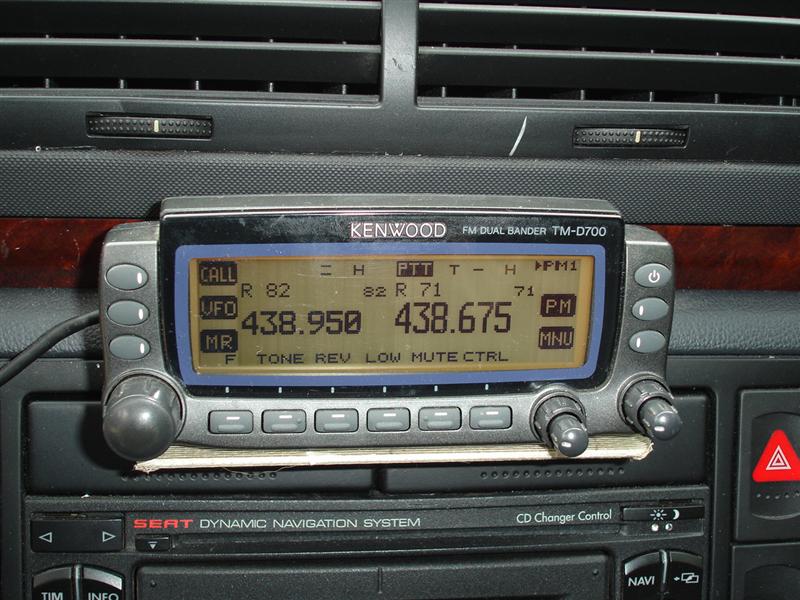 KENWOOD FM DUAL BANDER TM-D700
CALL H PTT T - H ▶PM1
R 82 82 R 71 71
VFO 438.950 438.675 PM
MR MNU
F TONE REV LOW MUTE CTRL
SEAT DYNAMIC NAVIGATION SYSTEM CD Changer Control
TIM INFO NAVI